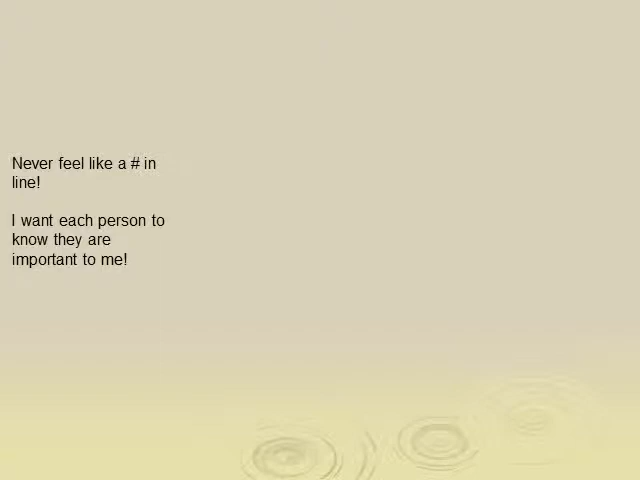 Never feel like a # in
line!
I want each person to
know they are
important to me!